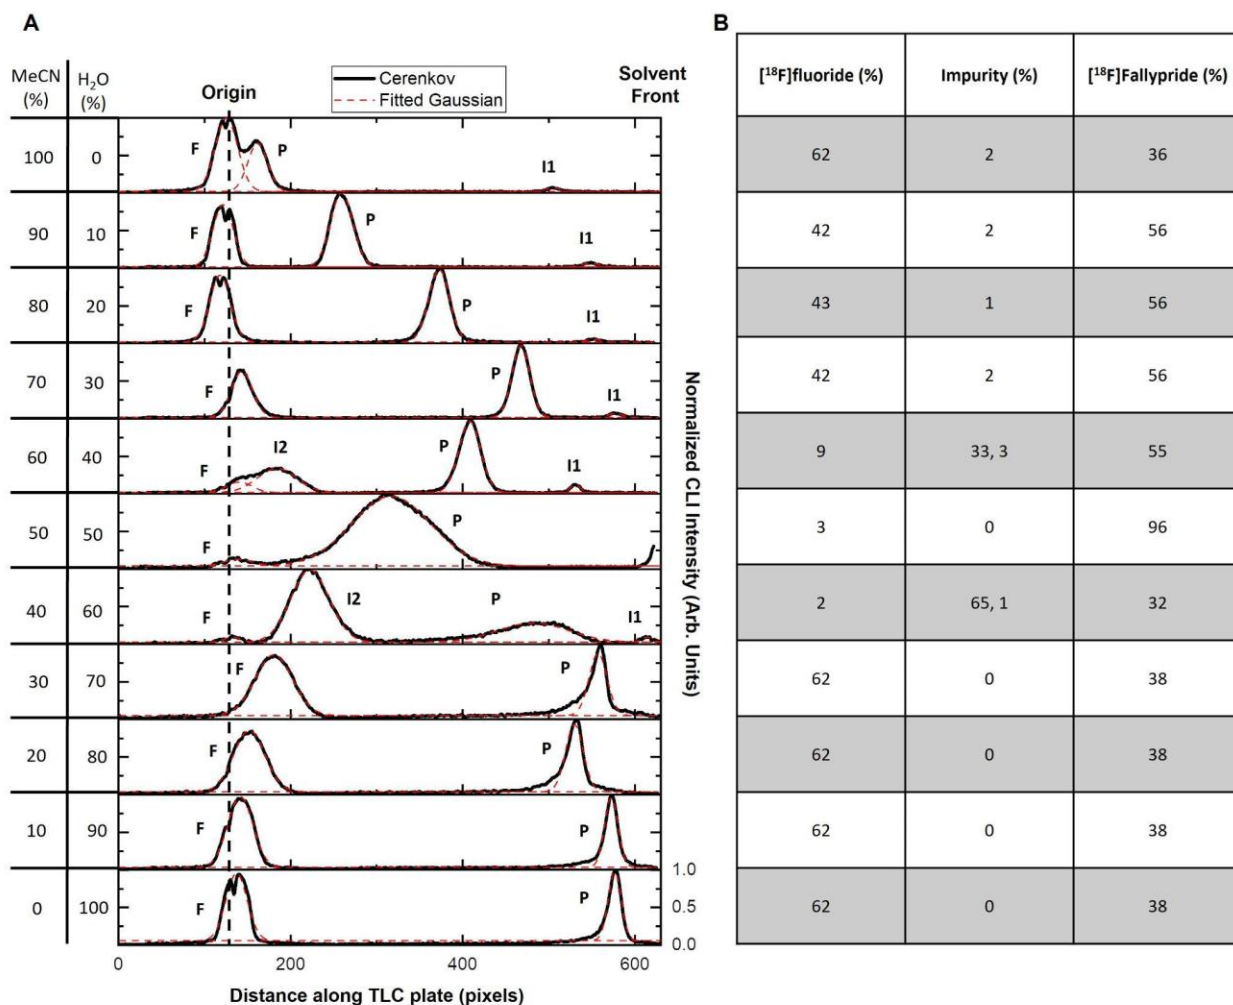 A
B
MeCN (%)
H₂O (%)
Origin
Cerenkov
Fitted Gaussian
Solvent Front
[¹⁸F]fluoride (%)
Impurity (%)
[¹⁸F]Fallypride (%)
100
0
F
P
I1
62
2
36
90
10
F
P
I1
42
2
56
80
20
F
P
I1
43
1
56
70
30
F
P
I1
42
2
56
60
40
F
I2
P
I1
9
33, 3
55
50
50
F
P
3
0
96
40
60
F
I2
P
I1
2
65, 1
32
30
70
F
P
62
0
38
20
80
F
P
62
0
38
10
90
F
P
62
0
38
0
100
F
P
62
0
38
1.0
0.5
0.0
Normalized CLI Intensity (Arb. Units)
0
200
400
600
Distance along TLC plate (pixels)